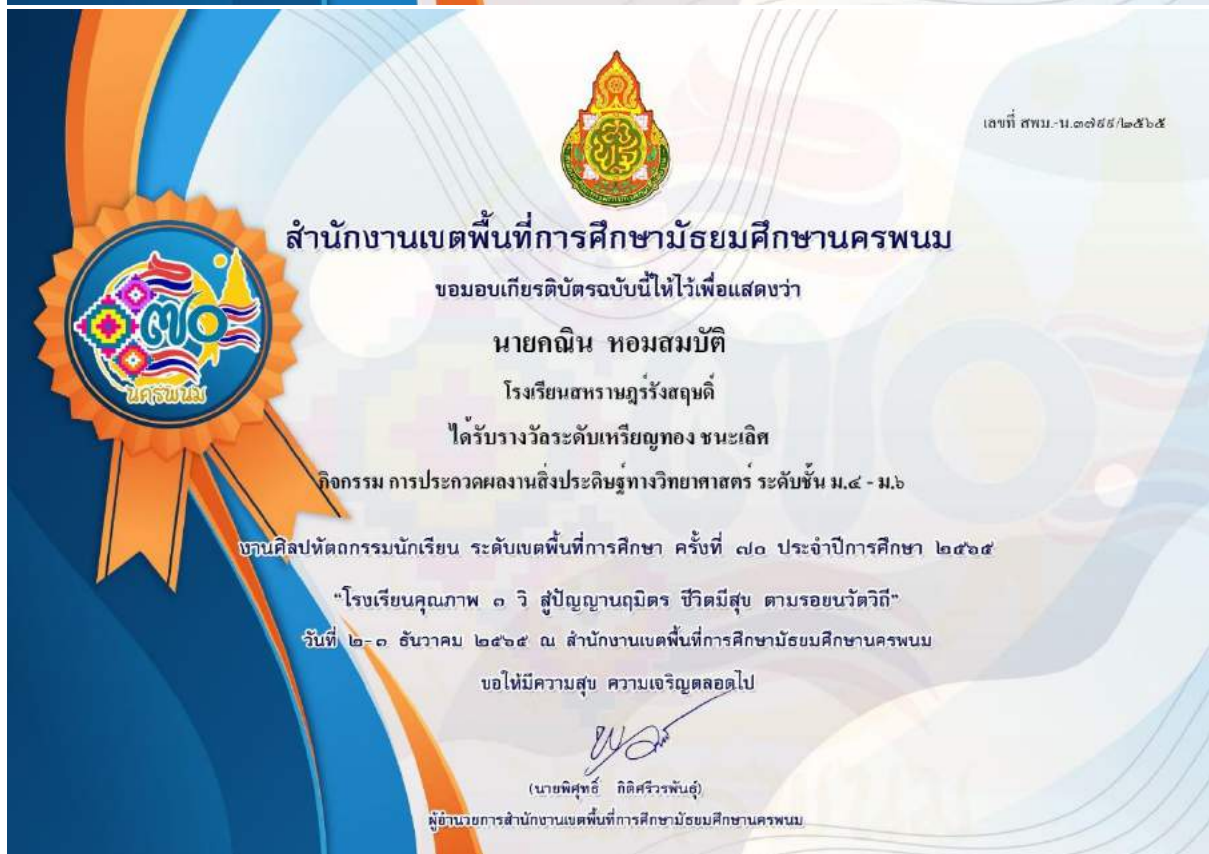 เลขที่ สพม.-น.๓๗๙๙/๒๕๖๕
สำนักงานเขตพื้นที่การศึกษามัธยมศึกษานครพนม
ขอมอบเกียรติบัตรฉบับนี้ให้ไว้เพื่อแสดงว่า
นายคณิน หอมสมบัติ
โรงเรียนสหราษฎร์รังสฤษดิ์
ได้รับรางวัลระดับเหรียญทอง ชนะเลิศ
กิจกรรม การประกวดผลงานสิ่งประดิษฐ์ทางวิทยาศาสตร์ ระดับชั้น ม.๔ - ม.๖
งานศิลปหัตถกรรมนักเรียน ระดับเขตพื้นที่การศึกษา ครั้งที่ ๗๐ ประจำปีการศึกษา ๒๕๖๕
“โรงเรียนคุณภาพ ๓ วิ สู่ปัญญานฤมิตร ชีวิตมีสุข ตามรอยนวัตวิถี”
วันที่ ๒-๓ ธันวาคม ๒๕๖๕ ณ สำนักงานเขตพื้นที่การศึกษามัธยมศึกษานครพนม
ขอให้มีความสุข ความเจริญตลอดไป
(นายพิศุทธิ์ กิติศรีวรพันธุ์)
ผู้อำนวยการสำนักงานเขตพื้นที่การศึกษามัธยมศึกษานครพนม
๗๐
นครพนม